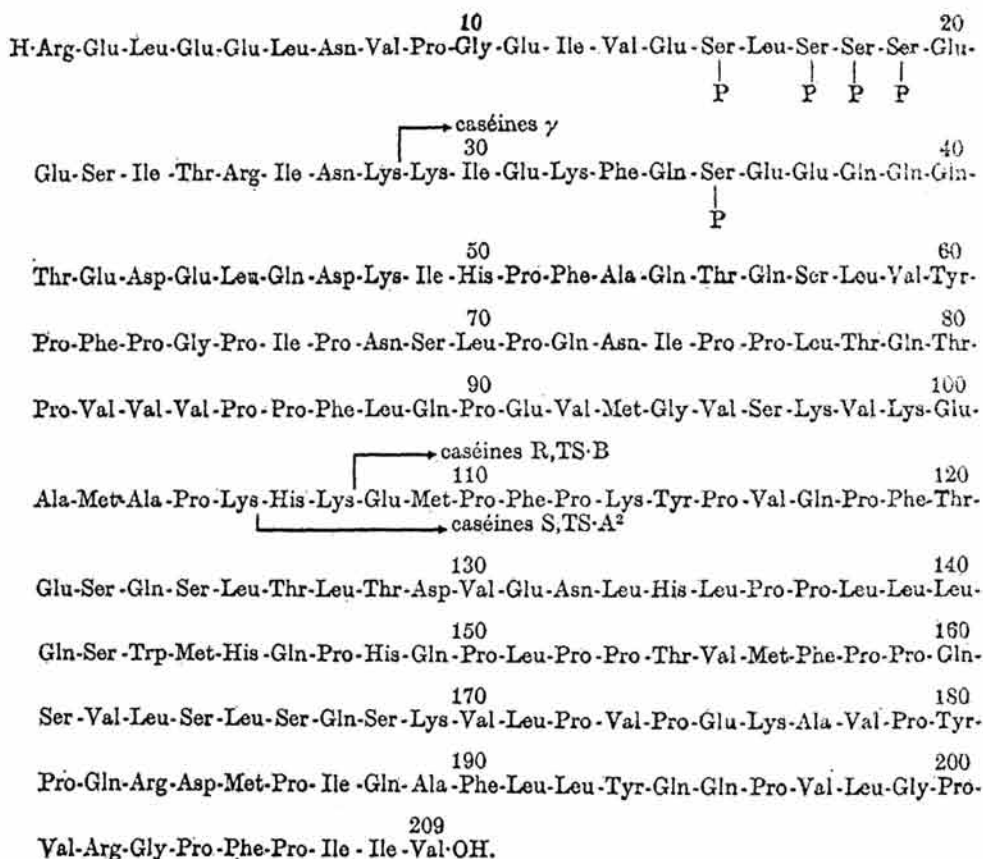 10 20
H·Arg-Glu-Leu-Glu-Glu-Leu-Asn-Val-Pro-Gly-Glu-Ile-Val-Glu-Ser-Leu-Ser-Ser-Ser-Glu-
P P P P
caséines γ
30 40
Glu-Ser-Ile-Thr-Arg-Ile-Asn-Lys-Lys-Ile-Glu-Lys-Phe-Gln-Ser-Glu-Glu-Gln-Gln-Gln-
P
50 60
Thr-Glu-Asp-Glu-Leu-Gln-Asp-Lys-Ile-His-Pro-Phe-Ala-Gln-Thr-Gln-Ser-Leu-Val-Tyr-
70 80
Pro-Phe-Pro-Gly-Pro-Ile-Pro-Asn-Ser-Leu-Pro-Gln-Asn-Ile-Pro-Pro-Leu-Thr-Gln-Thr-
90 100
Pro-Val-Val-Val-Pro-Pro-Phe-Leu-Gln-Pro-Glu-Val-Met-Gly-Val-Ser-Lys-Val-Lys-Glu-
caséines R,TS·B
110 120
Ala-Met-Ala-Pro-Lys-His-Lys-Glu-Met-Pro-Phe-Pro-Lys-Tyr-Pro-Val-Gln-Pro-Phe-Thr-
caséines S,TS·A²
130 140
Glu-Ser-Gln-Ser-Leu-Thr-Leu-Thr-Asp-Val-Glu-Asn-Leu-His-Leu-Pro-Pro-Leu-Leu-Leu-
150 160
Gln-Ser-Trp-Met-His-Gln-Pro-His-Gln-Pro-Leu-Pro-Pro-Thr-Val-Met-Phe-Pro-Pro-Gln-
170 180
Ser-Val-Leu-Ser-Leu-Ser-Gln-Ser-Lys-Val-Leu-Pro-Val-Pro-Glu-Lys-Ala-Val-Pro-Tyr-
190 200
Pro-Gln-Arg-Asp-Met-Pro-Ile-Gln-Ala-Phe-Leu-Leu-Tyr-Gln-Gln-Pro-Val-Leu-Gly-Pro-
209
Val-Arg-Gly-Pro-Phe-Pro-Ile-Ile-Val·OH.